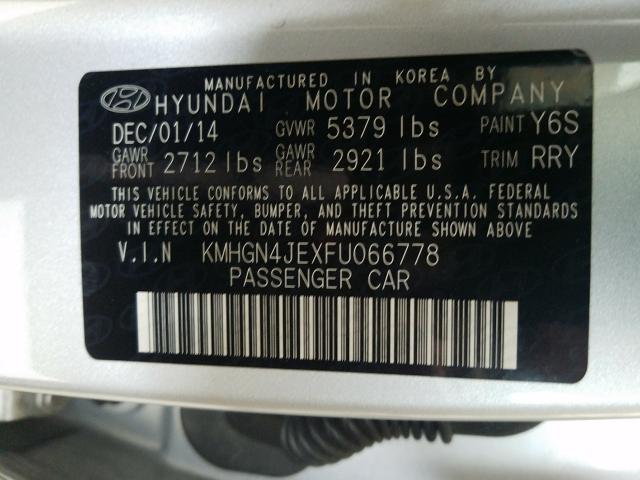 MANUFACTURED IN KOREA BY
HYUNDAI MOTOR COMPANY
DEC/01/14 GVWR 5379 lbs PAINT Y6S
GAWR FRONT 2712 lbs GAWR REAR 2921 lbs TRIM RRY
THIS VEHICLE CONFORMS TO ALL APPLICABLE U.S.A. FEDERAL
MOTOR VEHICLE SAFETY, BUMPER, AND THEFT PREVENTION STANDARDS
IN EFFECT ON THE DATE OF MANUFACTURE SHOWN ABOVE.
V.I.N KMHGN4JEXFU066778
PASSENGER CAR